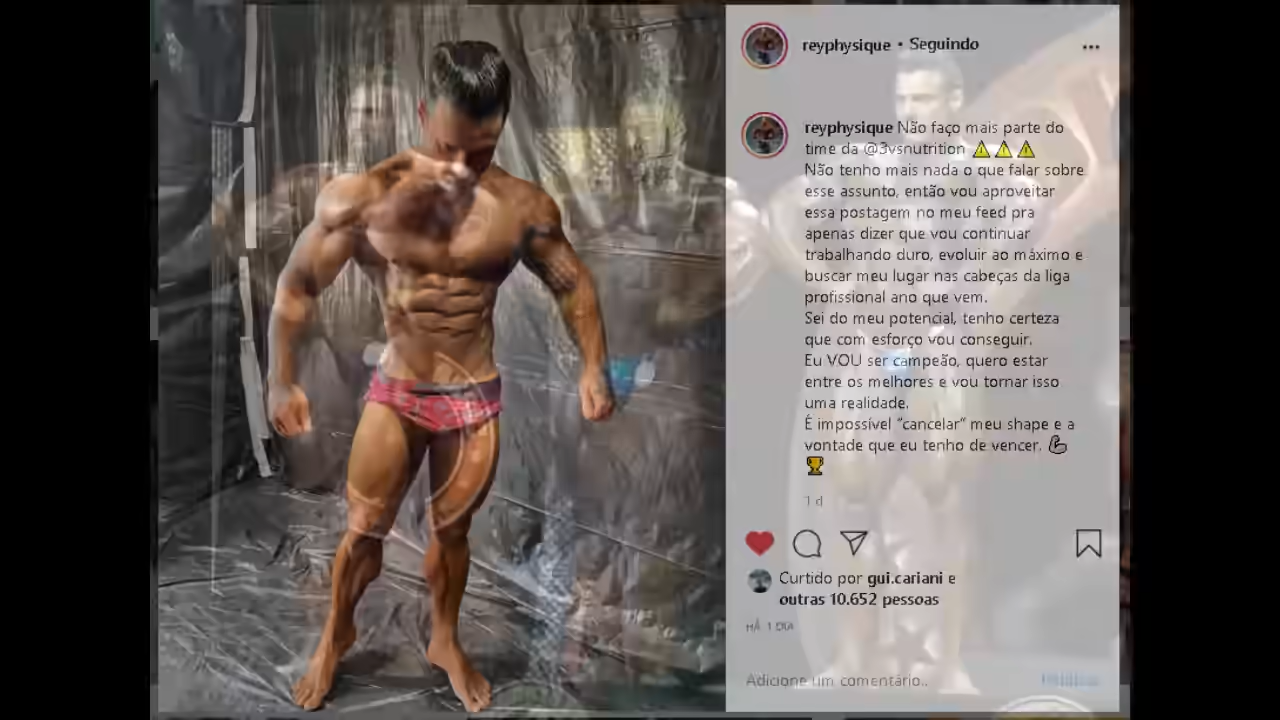 reyphysique • Seguindo
reyphysique Não faço mais parte do
time da @3vsnutrition ⚠⚠⚠
Não tenho mais nada o que falar sobre
esse assunto, então vou aproveitar
essa postagem no meu feed pra
apenas dizer que vou continuar
trabalhando duro, evoluir ao máximo e
buscar meu lugar nas cabeças da liga
profissional ano que vem.
Sei do meu potencial, tenho certeza
que com esforço vou conseguir.
Eu VOU ser campeão, quero estar
entre os melhores e vou tornar isso
uma realidade.
É impossível “cancelar” meu shape e a
vontade que eu tenho de vencer. 💪
🏆
1 d
Curtido por gui.cariani e
outras 10.652 pessoas
HÁ 1 DIA
Adicione um comentário..